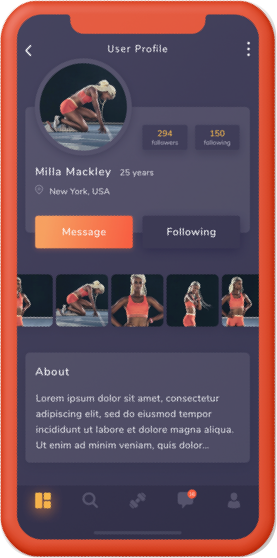 User Profile
294
followers
150
following
Milla Mackley 25 years
New York, USA
Message
Following
About
Lorem ipsum dolor sit amet, consectetur
adipiscing elit, sed do eiusmod tempor
incididunt ut labore et dolore magna aliqua.
Ut enim ad minim veniam, quis dolor...